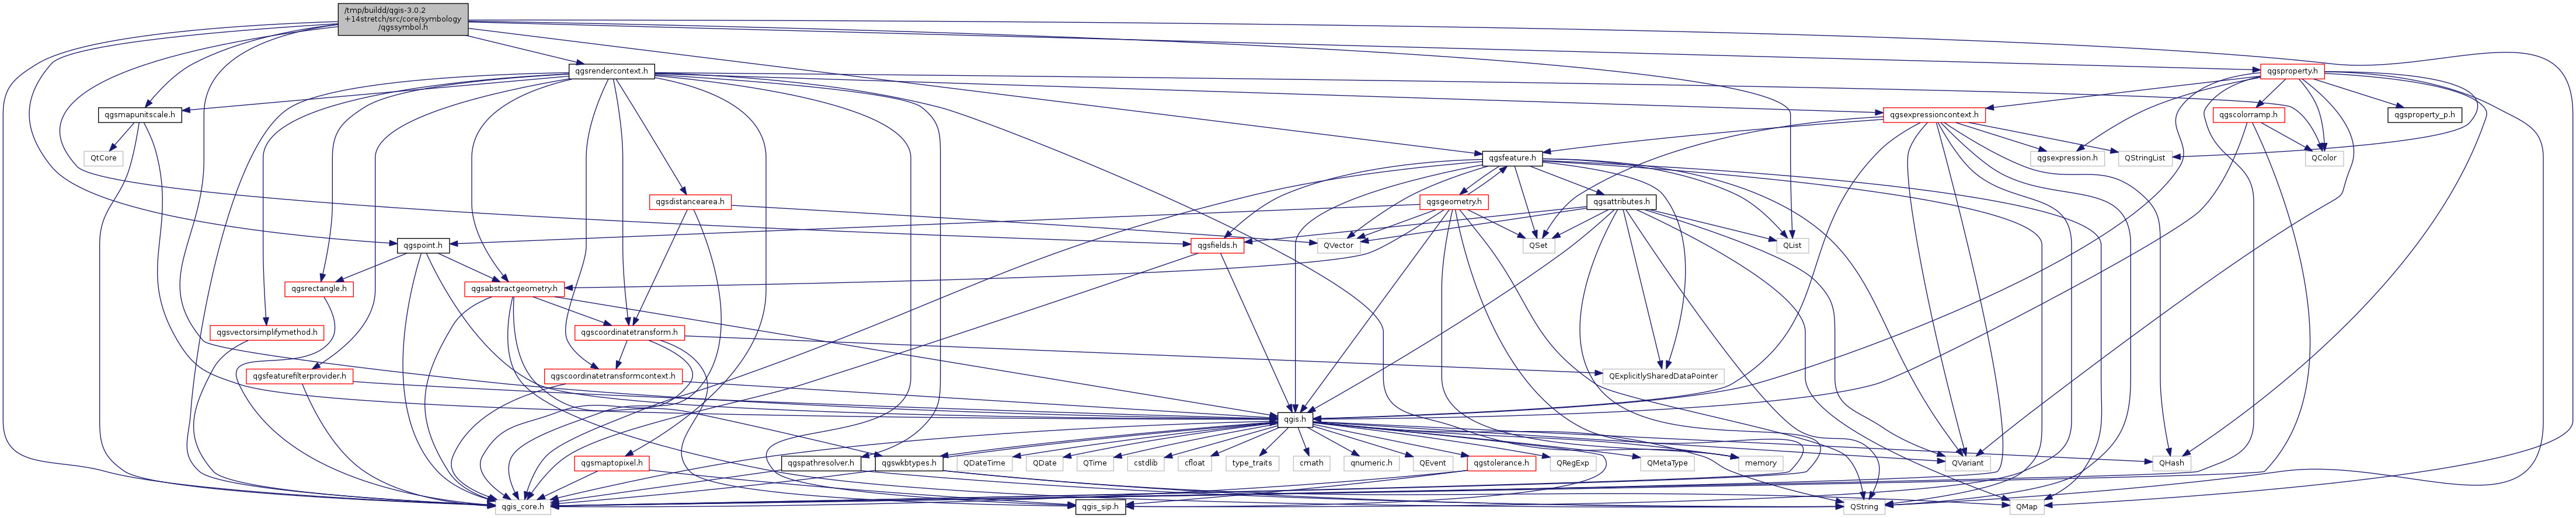 /tmp/buildd/qgis-3.0.2
+14stretch/src/core/symbology
/qgssymbol.h
qgsrendercontext.h
qgsproperty.h
qgsmapunitscale.h
qgsexpressioncontext.h
qgscolorramp.h
qgsproperty_p.h
QtCore
qgsfeature.h
qgsexpression.h
QStringList
QColor
qgsdistancearea.h
qgsgeometry.h
qgsattributes.h
qgspoint.h
qgsfields.h
QVector
QSet
QList
qgsrectangle.h
qgsabstractgeometry.h
qgsvectorsimplifymethod.h
qgscoordinatetransform.h
qgsfeaturefilterprovider.h
qgscoordinatetransformcontext.h
QExplicitlySharedDataPointer
qgis.h
qgsmaptopixel.h
qgspathresolver.h
qgswkbtypes.h
QDateTime
QDate
QTime
cstdlib
cfloat
type_traits
cmath
qnumeric.h
QEvent
qgstolerance.h
QRegExp
QMetaType
memory
QVariant
QHash
qgis_core.h
qgis_sip.h
QString
QMap